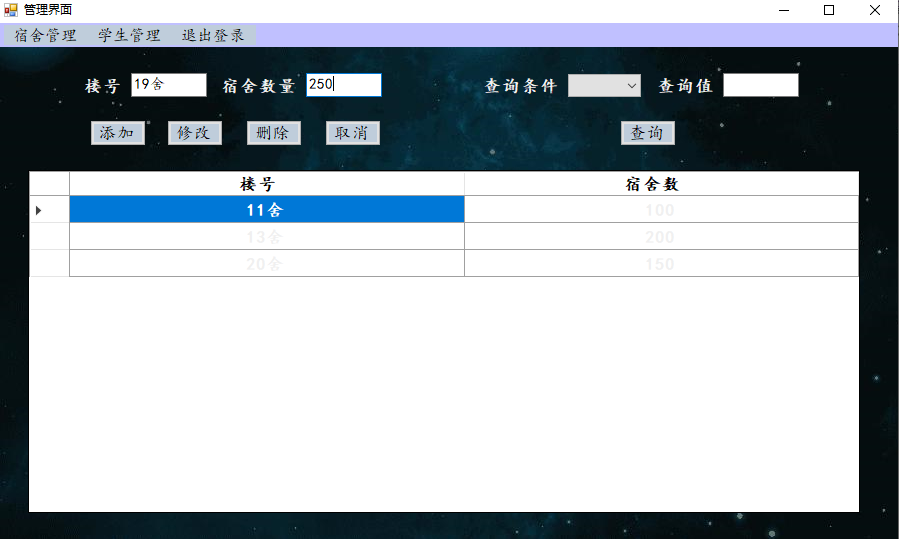 管理界面
宿舍管理 学生管理 退出登录
楼号 19舍 宿舍数量 250 查询条件 查询值
添加 修改 删除 取消 查询
楼号 宿舍数
11舍 100
13舍 200
20舍 150